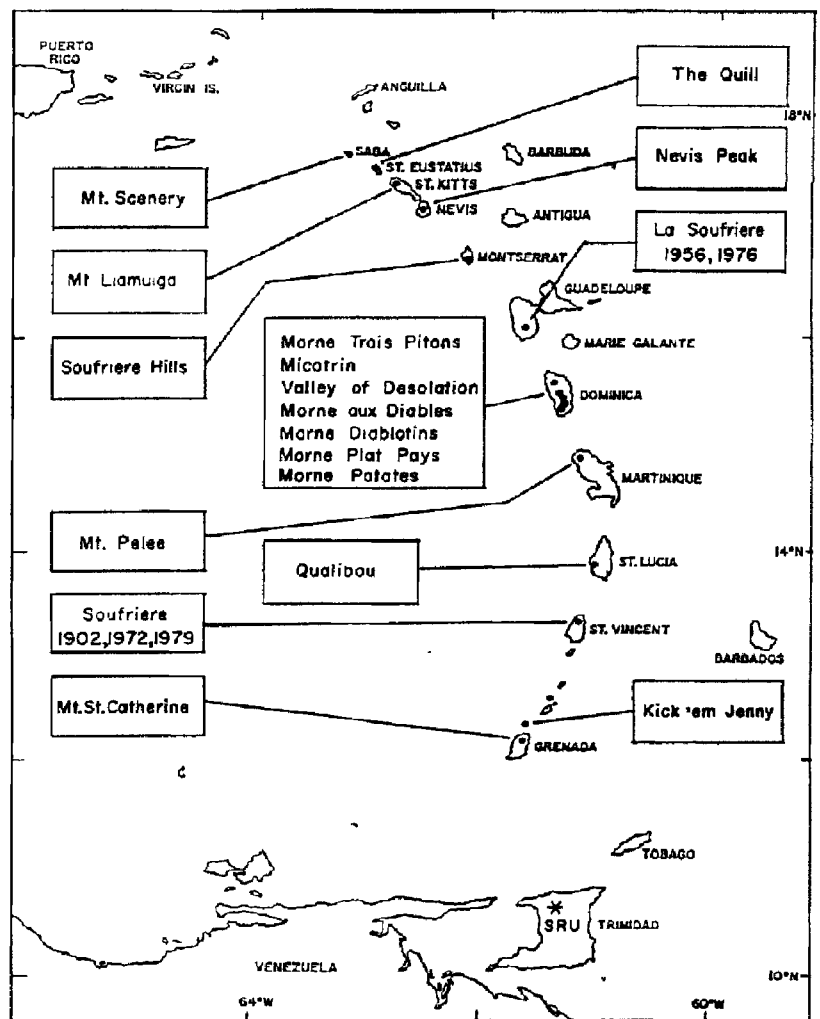 PUERTO
RICO
VIRGIN IS.
ANGUILLA
The Quill
18°N
SABA
ST. EUSTATIUS
ST. KITTS
NEVIS
BARBUDA
Nevis Peak
Mt. Scenery
ANTIGUA
La Soufriere
1956, 1976
MONTSERRAT
Mt Liamuiga
GUADELOUPE
MARIE GALANTE
Soufriere Hills
Morne Trois Pitons
Micotrin
Valley of Desolation
Morne aux Diables
Morne Diablotins
Morne Plat Pays
Morne Patates
DOMINICA
MARTINIQUE
Mt. Pelee
14°N
Qualibou
ST. LUCIA
Soufriere
1902,1972,1979
ST. VINCENT
BARBADOS
Mt.St.Catherine
Kick 'em Jenny
GRENADA
TOBAGO
SRU
TRINIDAD
VENEZUELA
10°N
64°W
60°W